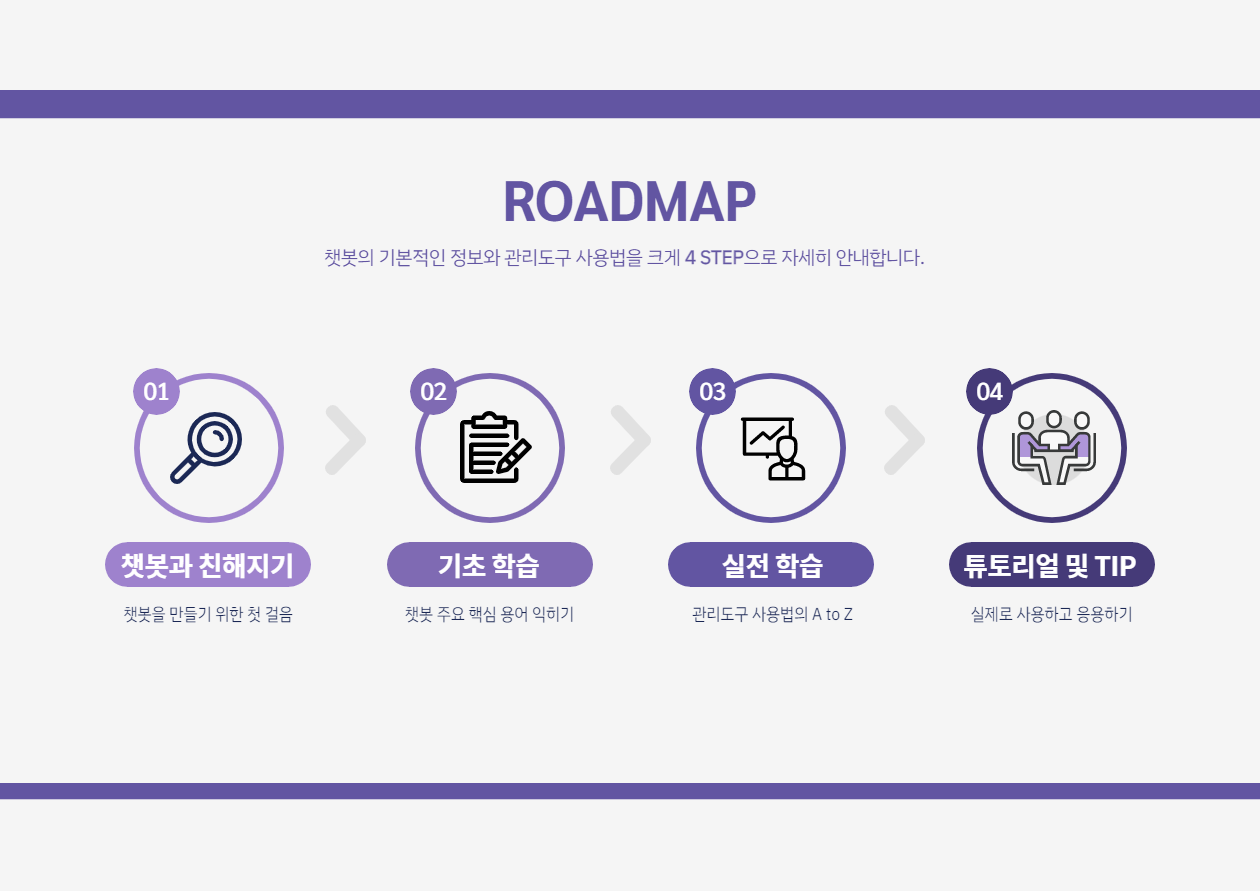 ROADMAP
챗봇의 기본적인 정보와 관리도구 사용법을 크게 4 STEP으로 자세히 안내합니다.
01
02
03
04
챗봇과 친해지기
기초 학습
실전 학습
튜토리얼 및 TIP
챗봇을 만들기 위한 첫 걸음
챗봇 주요 핵심 용어 익히기
관리도구 사용법의 A to Z
실제로 사용하고 응용하기